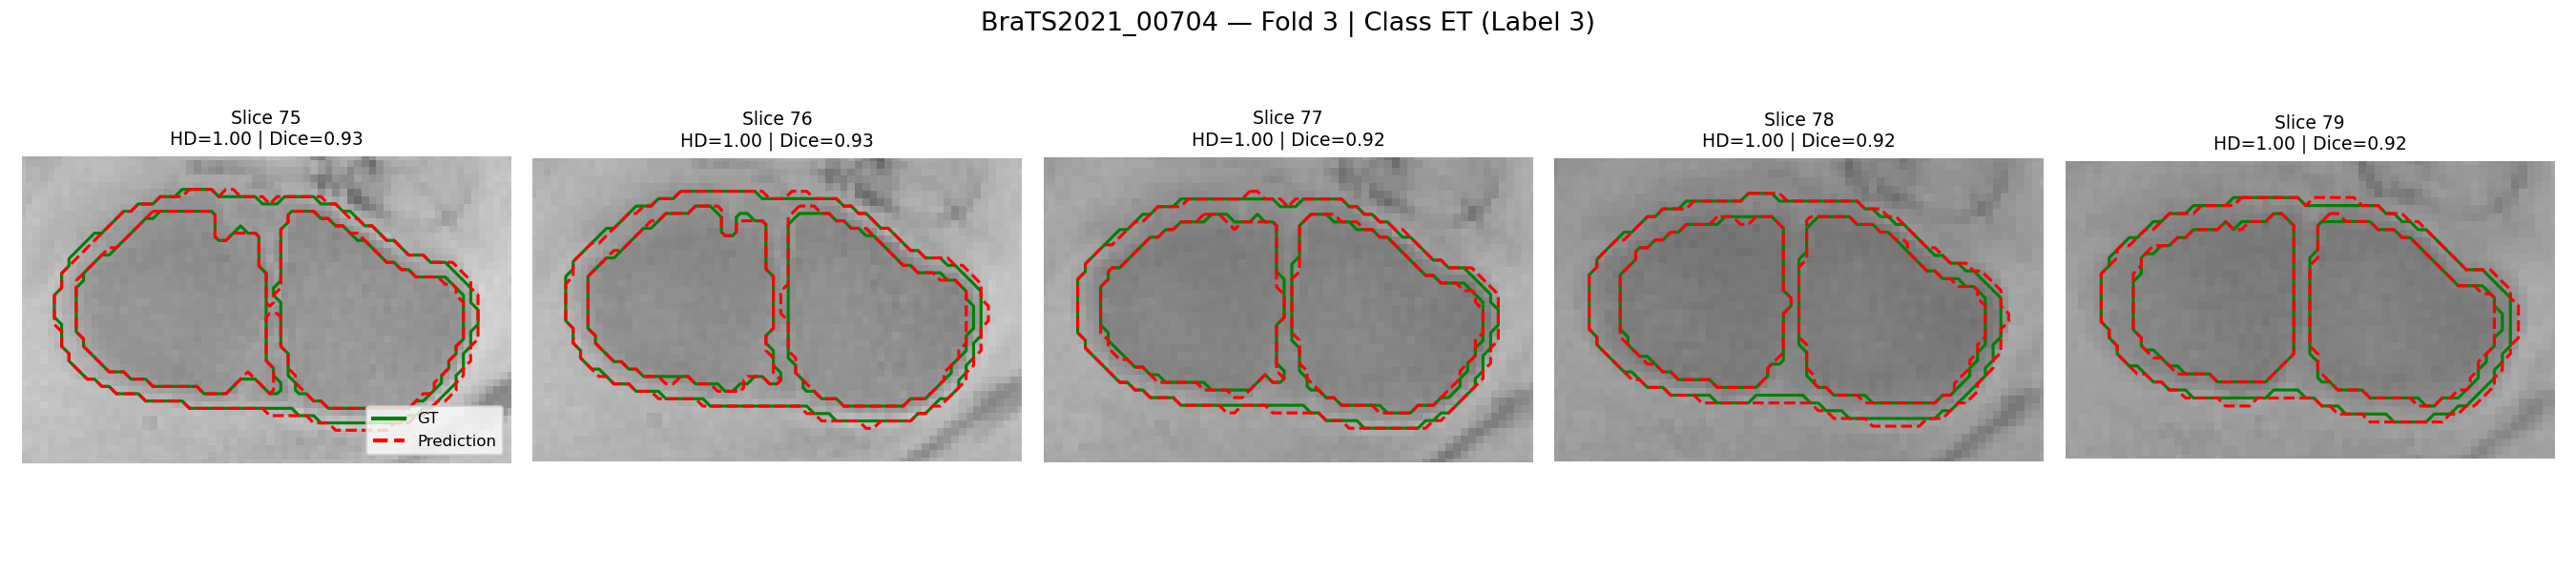 BraTS2021_00704 — Fold 3 | Class ET (Label 3)
Slice 75
HD=1.00 | Dice=0.93
Slice 76
HD=1.00 | Dice=0.93
Slice 77
HD=1.00 | Dice=0.92
Slice 78
HD=1.00 | Dice=0.92
Slice 79
HD=1.00 | Dice=0.92
GT
Prediction